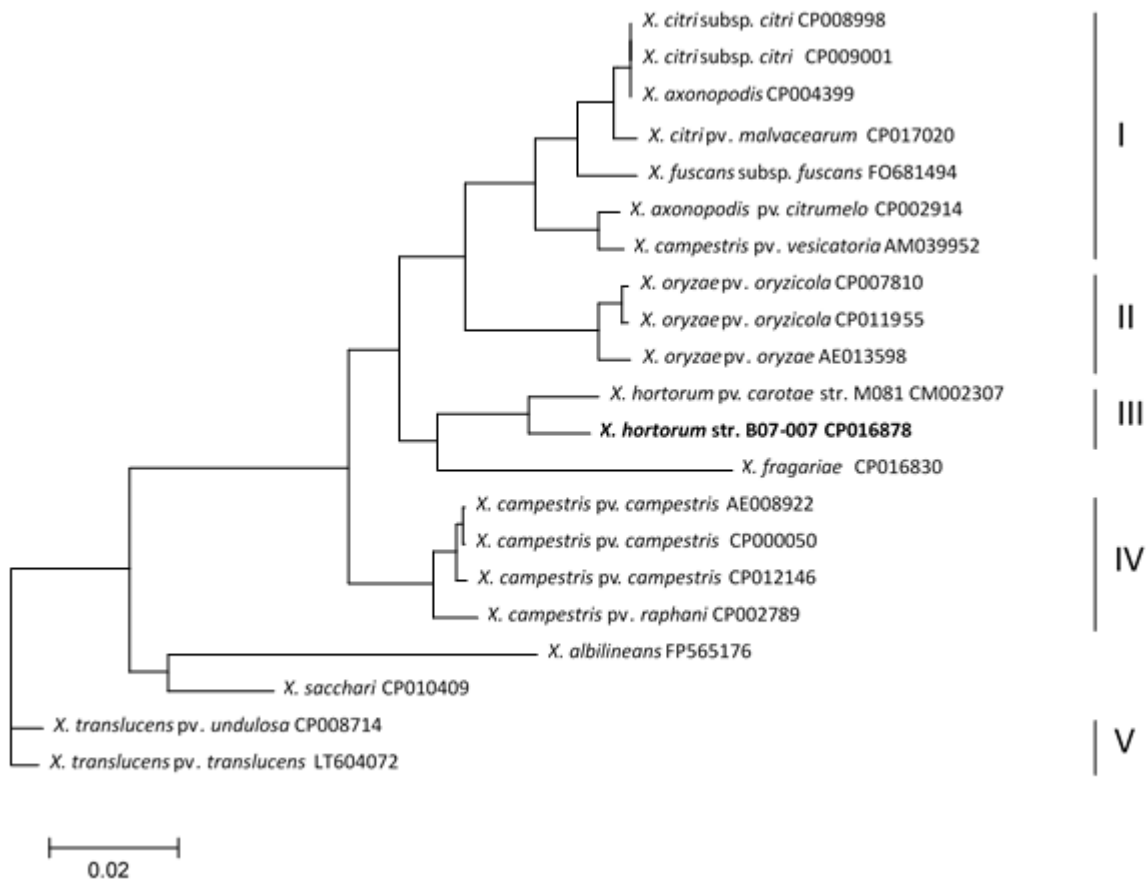 X. citri subsp. citri CP008998
X. citri subsp. citri CP009001
X. axonopodis CP004399
X. citri pv. malvacearum CP017020
I
X. fuscans subsp. fuscans FO681494
X. axonopodis pv. citrumelo CP002914
X. campestris pv. vesicatoria AM039952
X. oryzae pv. oryzicola CP007810
X. oryzae pv. oryzicola CP011955
II
X. oryzae pv. oryzae AE013598
X. hortorum pv. carotae str. M081 CM002307
III
X. hortorum str. B07-007 CP016878
X. fragariae CP016830
X. campestris pv. campestris AE008922
X. campestris pv. campestris CP000050
IV
X. campestris pv. campestris CP012146
X. campestris pv. raphani CP002789
X. albilineans FP565176
X. sacchari CP010409
X. translucens pv. undulosa CP008714
V
X. translucens pv. translucens LT604072
0.02